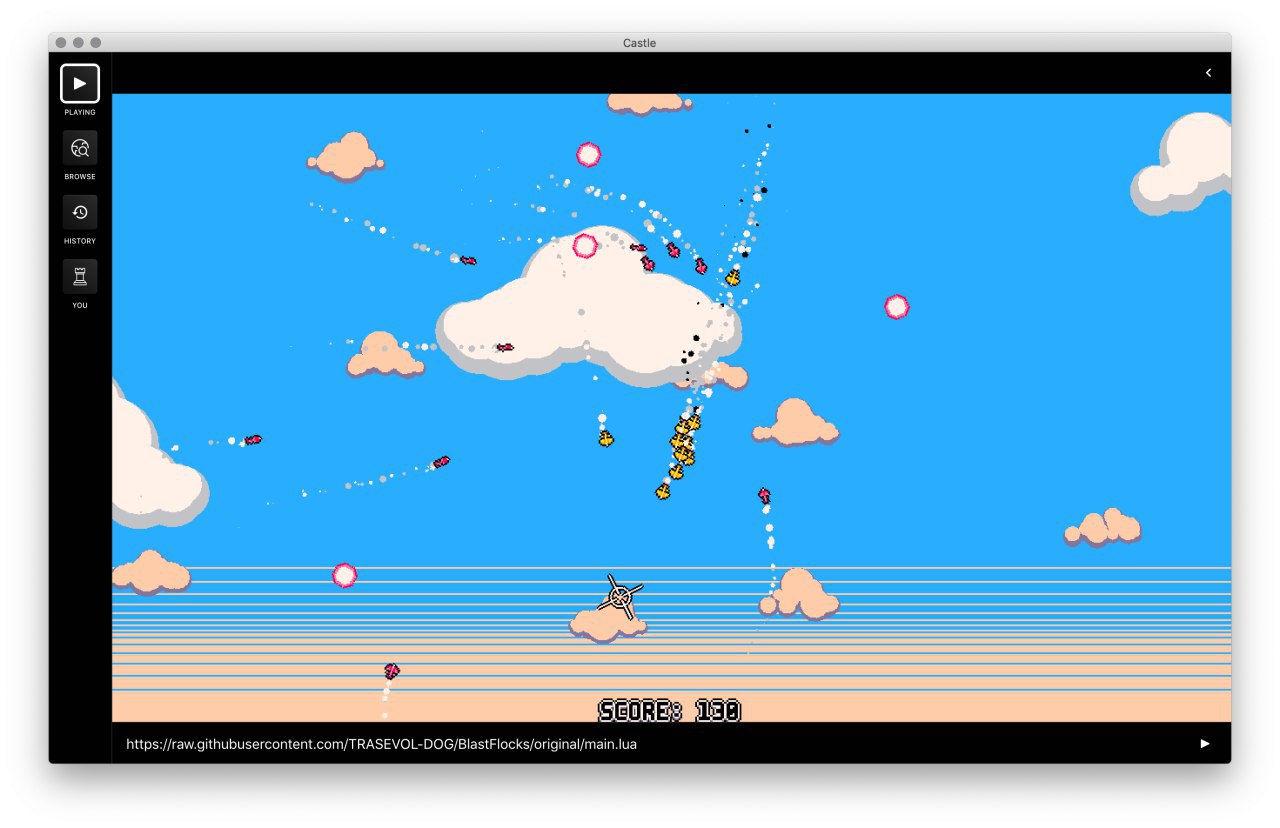 Castle
PLAYING
BROWSE
HISTORY
YOU
SCORE: 130
https://raw.githubusercontent.com/TRASEVOL-DOG/BlastFlocks/original/main.lua